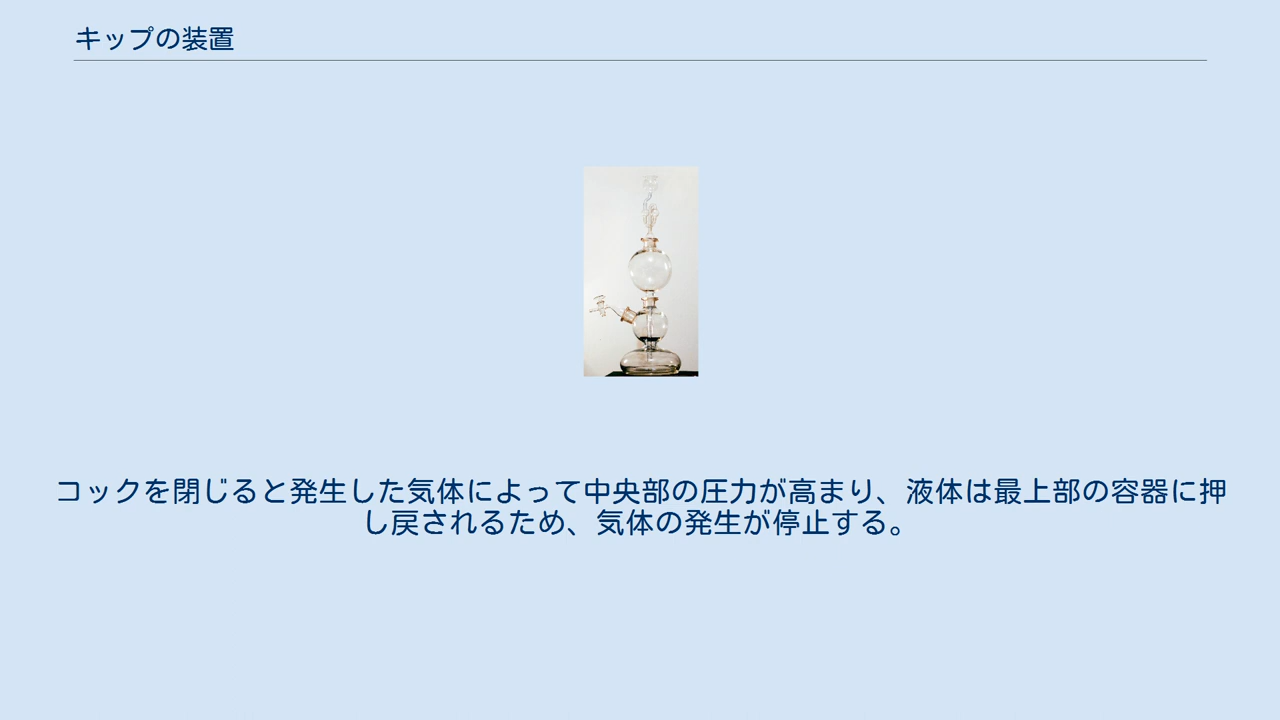 キップの装置
コックを閉じると発生した気体によって中央部の圧力が高まり、液体は最上部の容器に押
し戻されるため、気体の発生が停止する。